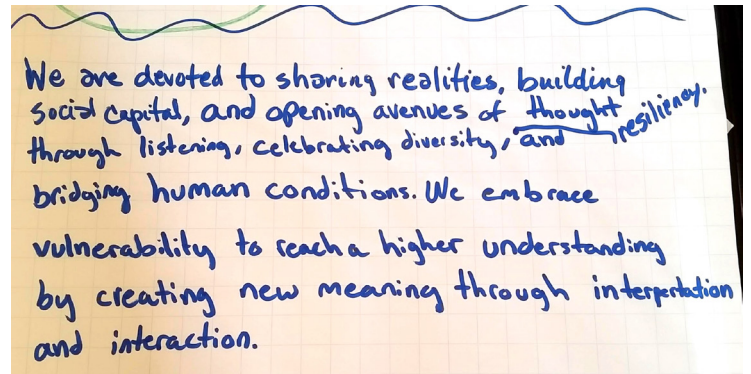 We are devoted to sharing realities, building
social capital, and opening avenues of thought resiliency.
through listening, celebrating diversity, and
bridging human conditions. We embrace
vulnerability to reach a higher understanding
by creating new meaning through interpertation
and interaction.